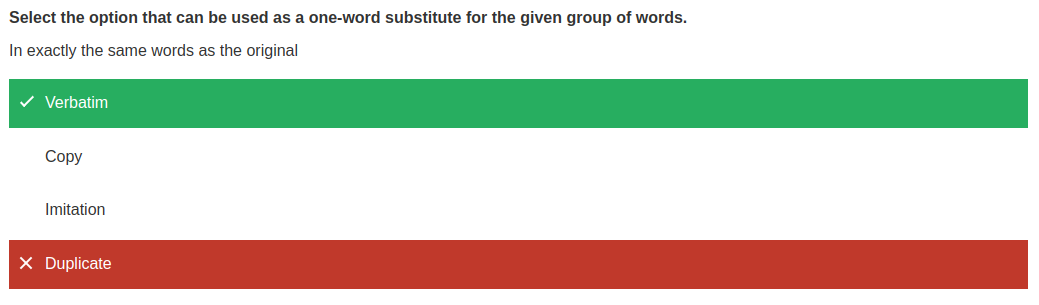 Select the option that can be used as a one-word substitute for the given group of words.
In exactly the same words as the original
Verbatim
Copy
Imitation
Duplicate